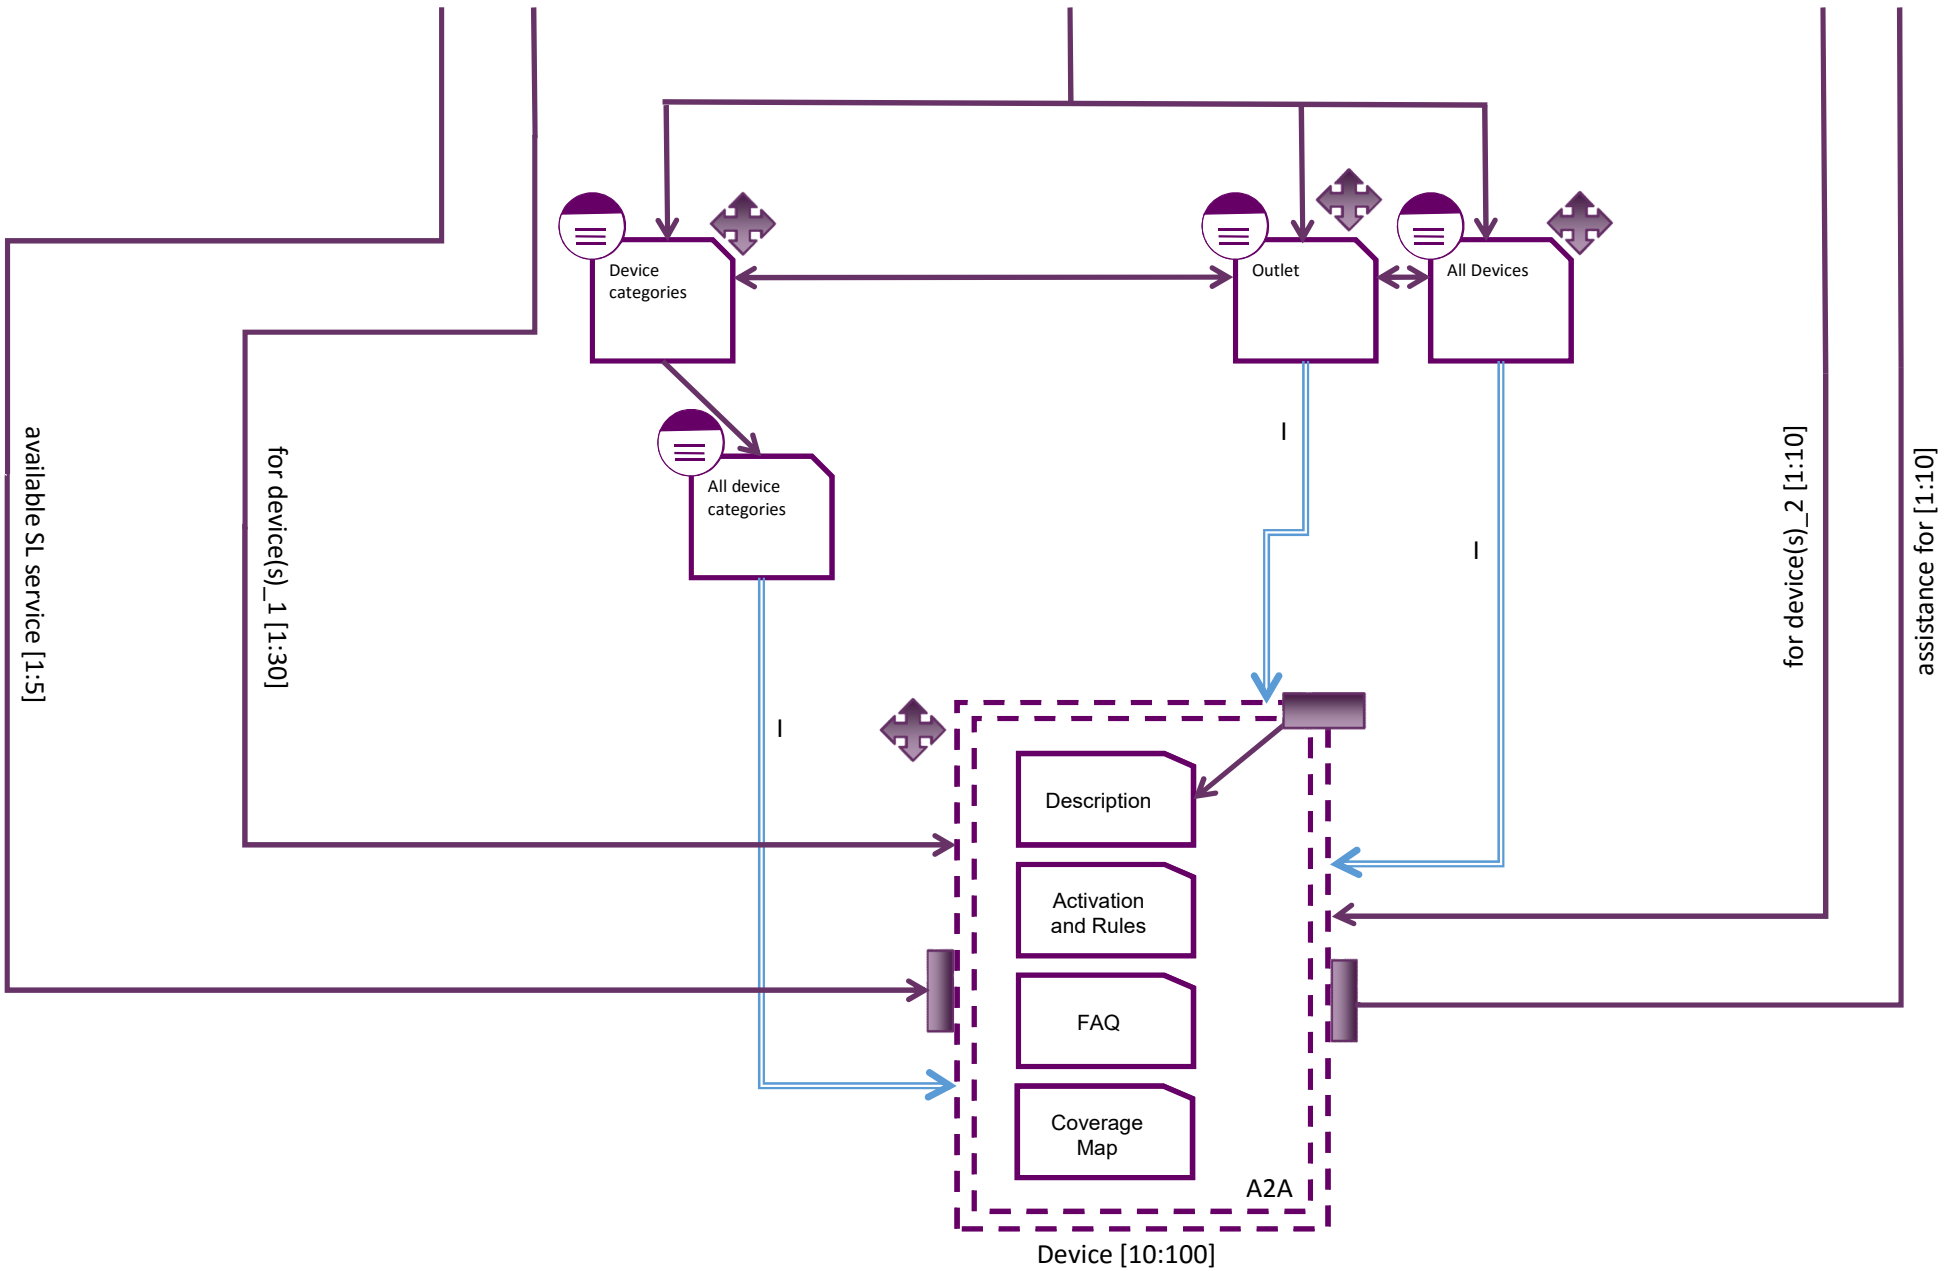 Device
categories
Outlet
All Devices
All device
categories
I
I
I
available SL service [1:5]
for device(s)_1 [1:30]
for device(s)_2 [1:10]
assistance for [1:10]
Description
Activation
and Rules
FAQ
Coverage
Map
A2A
Device [10:100]